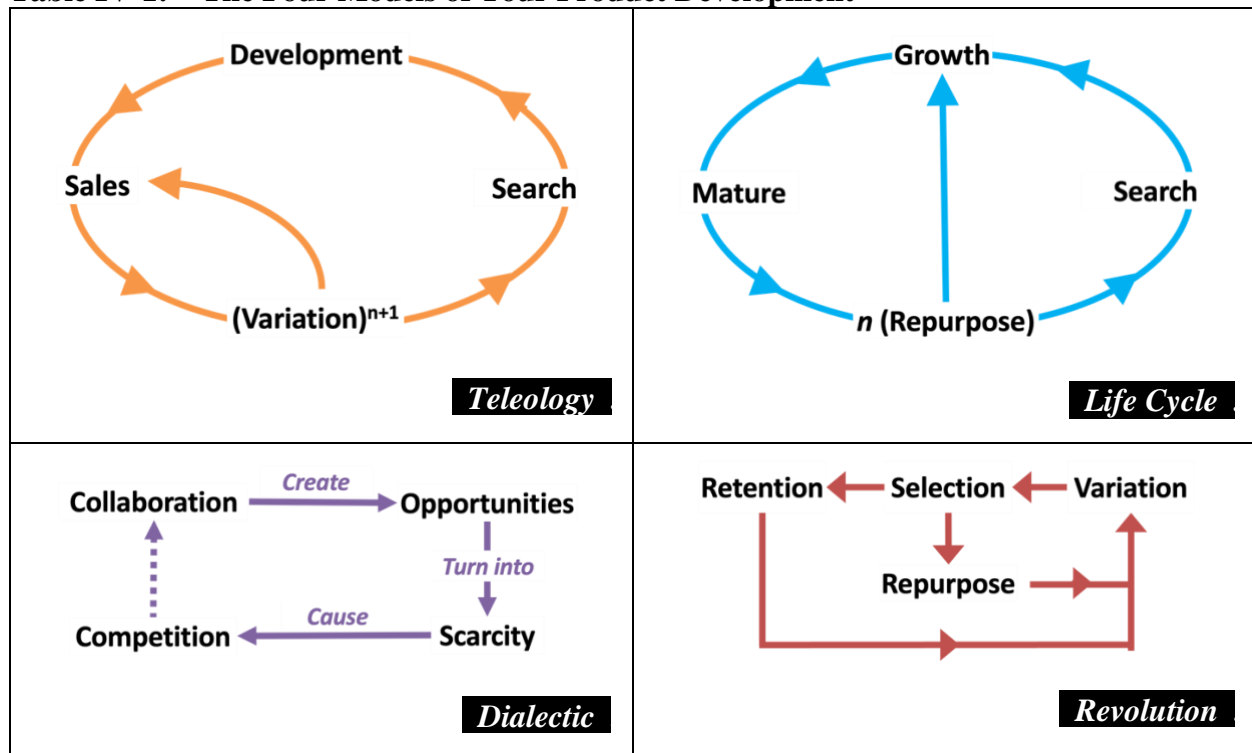 Development
Sales
Search
(Variation)ⁿ⁺¹
Teleology .
Growth
Mature
Search
n (Repurpose)
Life Cycle .
Collaboration
Create
Opportunities
Turn into
Competition
Cause
Scarcity
Dialectic
Retention
Selection
Variation
Repurpose
Revolution .